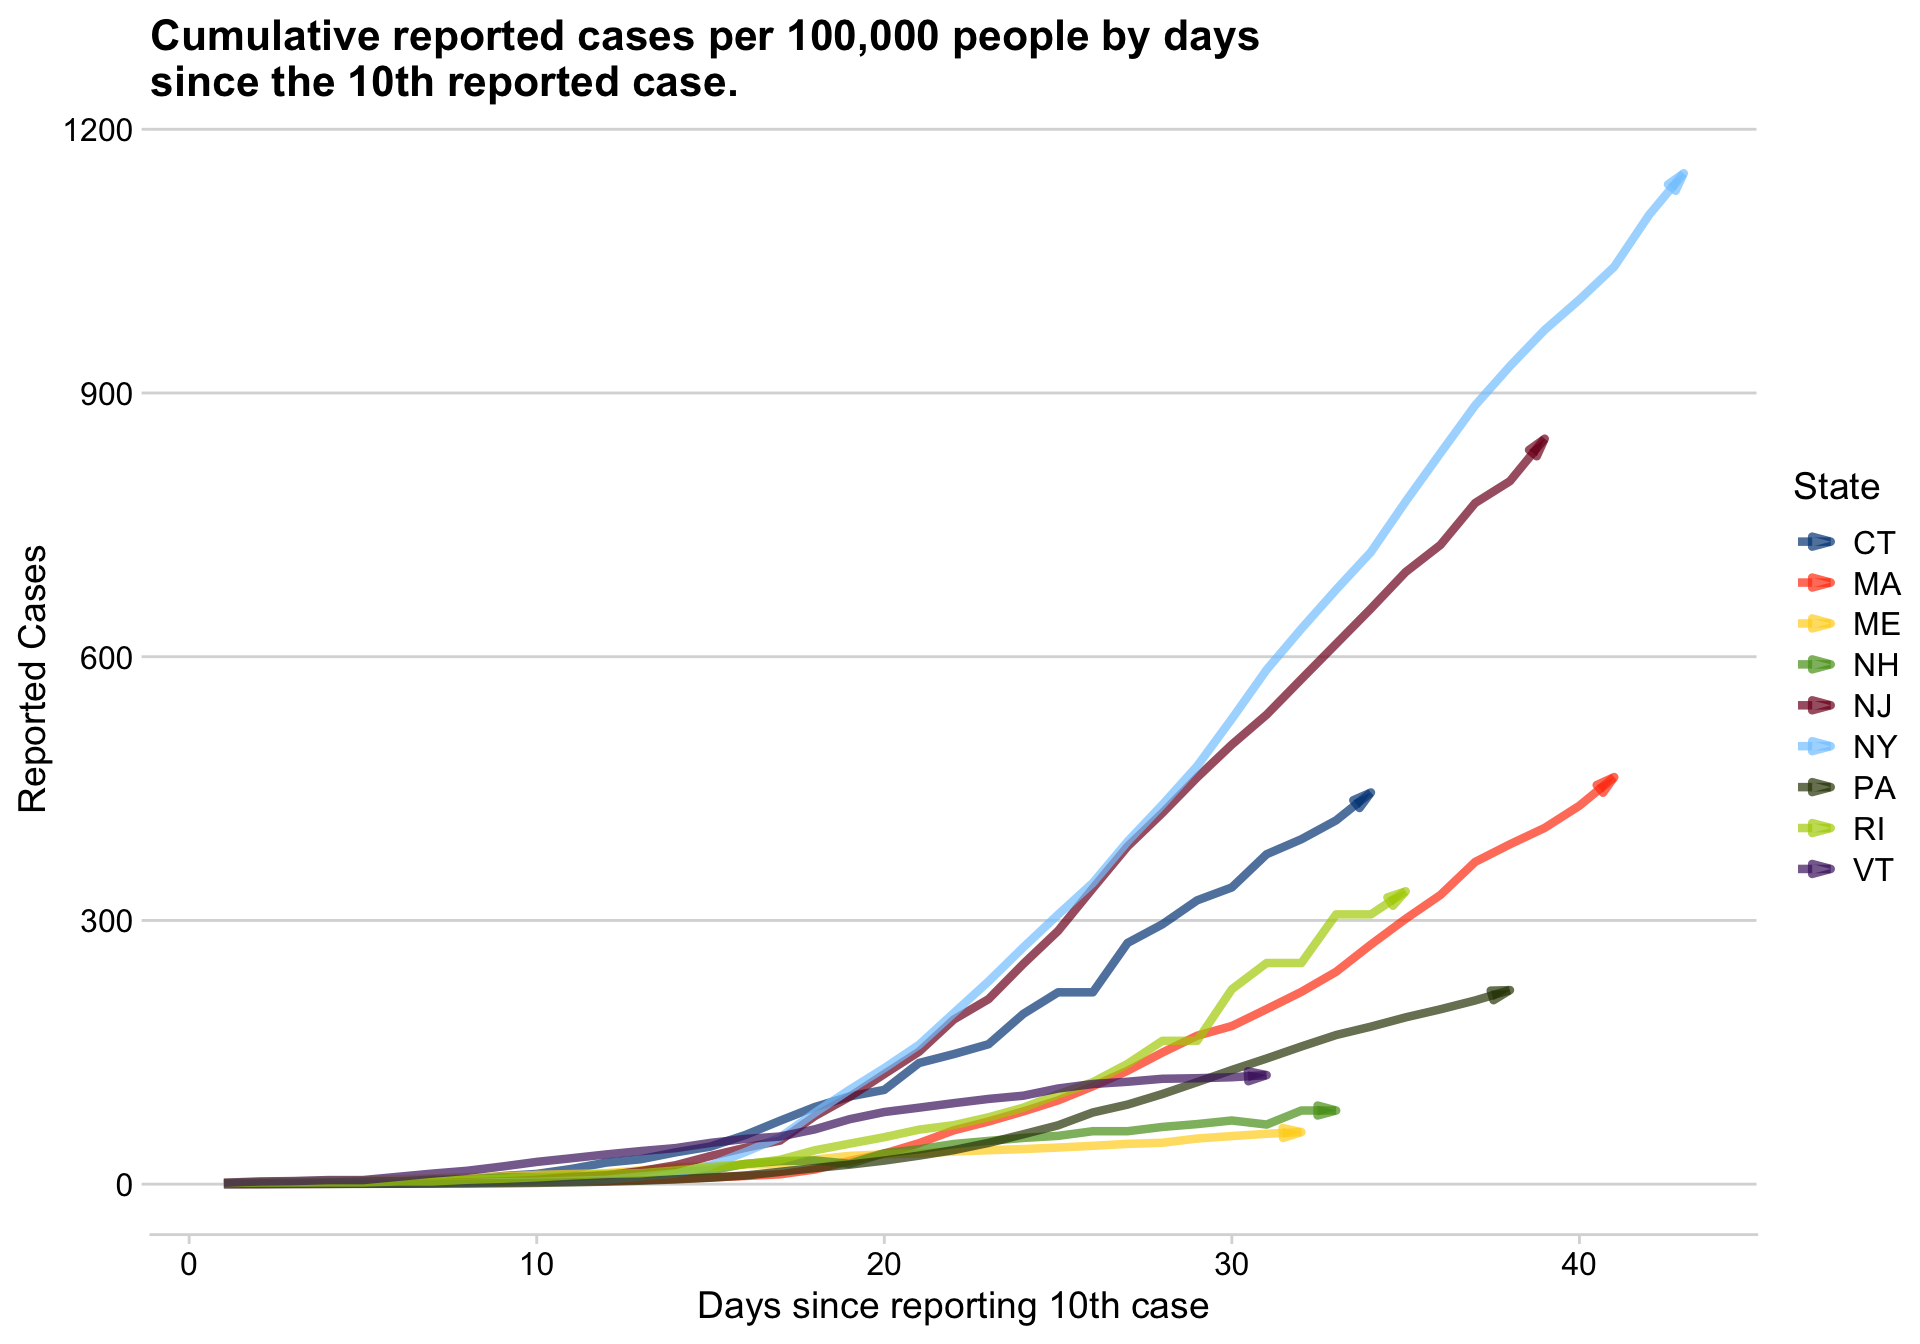 Cumulative reported cases per 100,000 people by days
since the 10th reported case.
1200
900
600
300
0
Reported Cases
0 10 20 30 40
Days since reporting 10th case
State
CT
MA
ME
NH
NJ
NY
PA
RI
VT